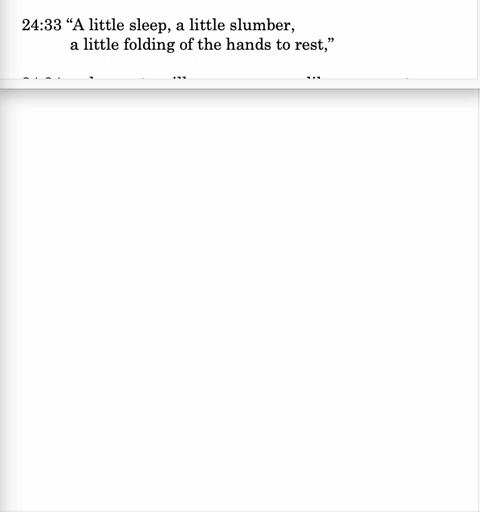 24:33 “A little sleep, a little slumber,
a little folding of the hands to rest,”